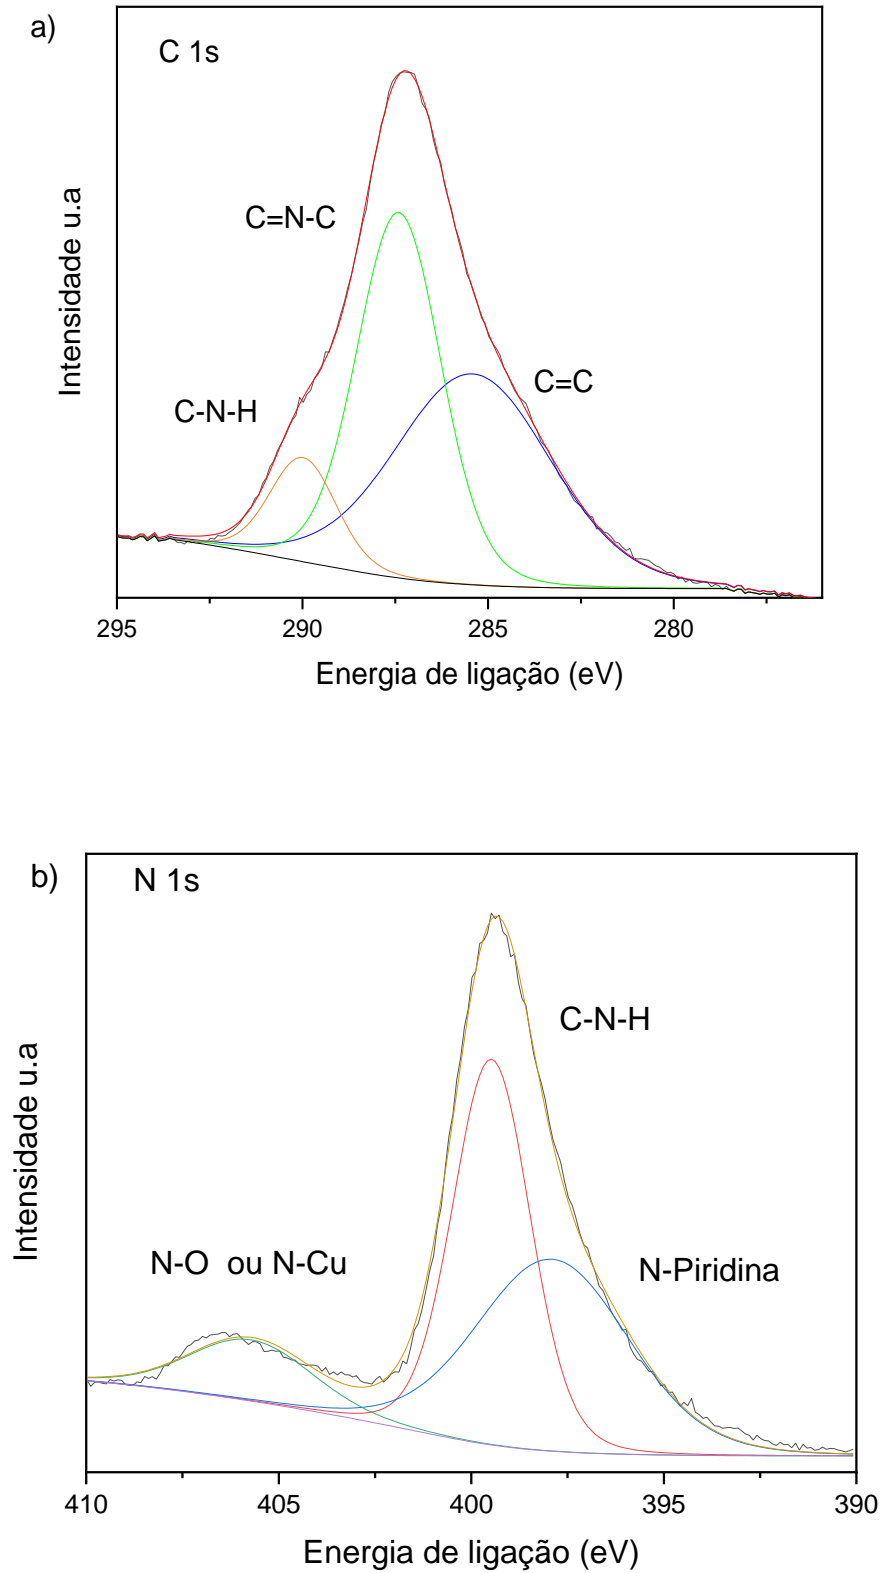 a)
C 1s
C=N-C
C=C
C-N-H
Intensidade u.a
295
290
285
280
Energia de ligação (eV)
b)
N 1s
C-N-H
N-O  ou N-Cu
N-Piridina
Intensidade u.a
410
405
400
395
390
Energia de ligação (eV)